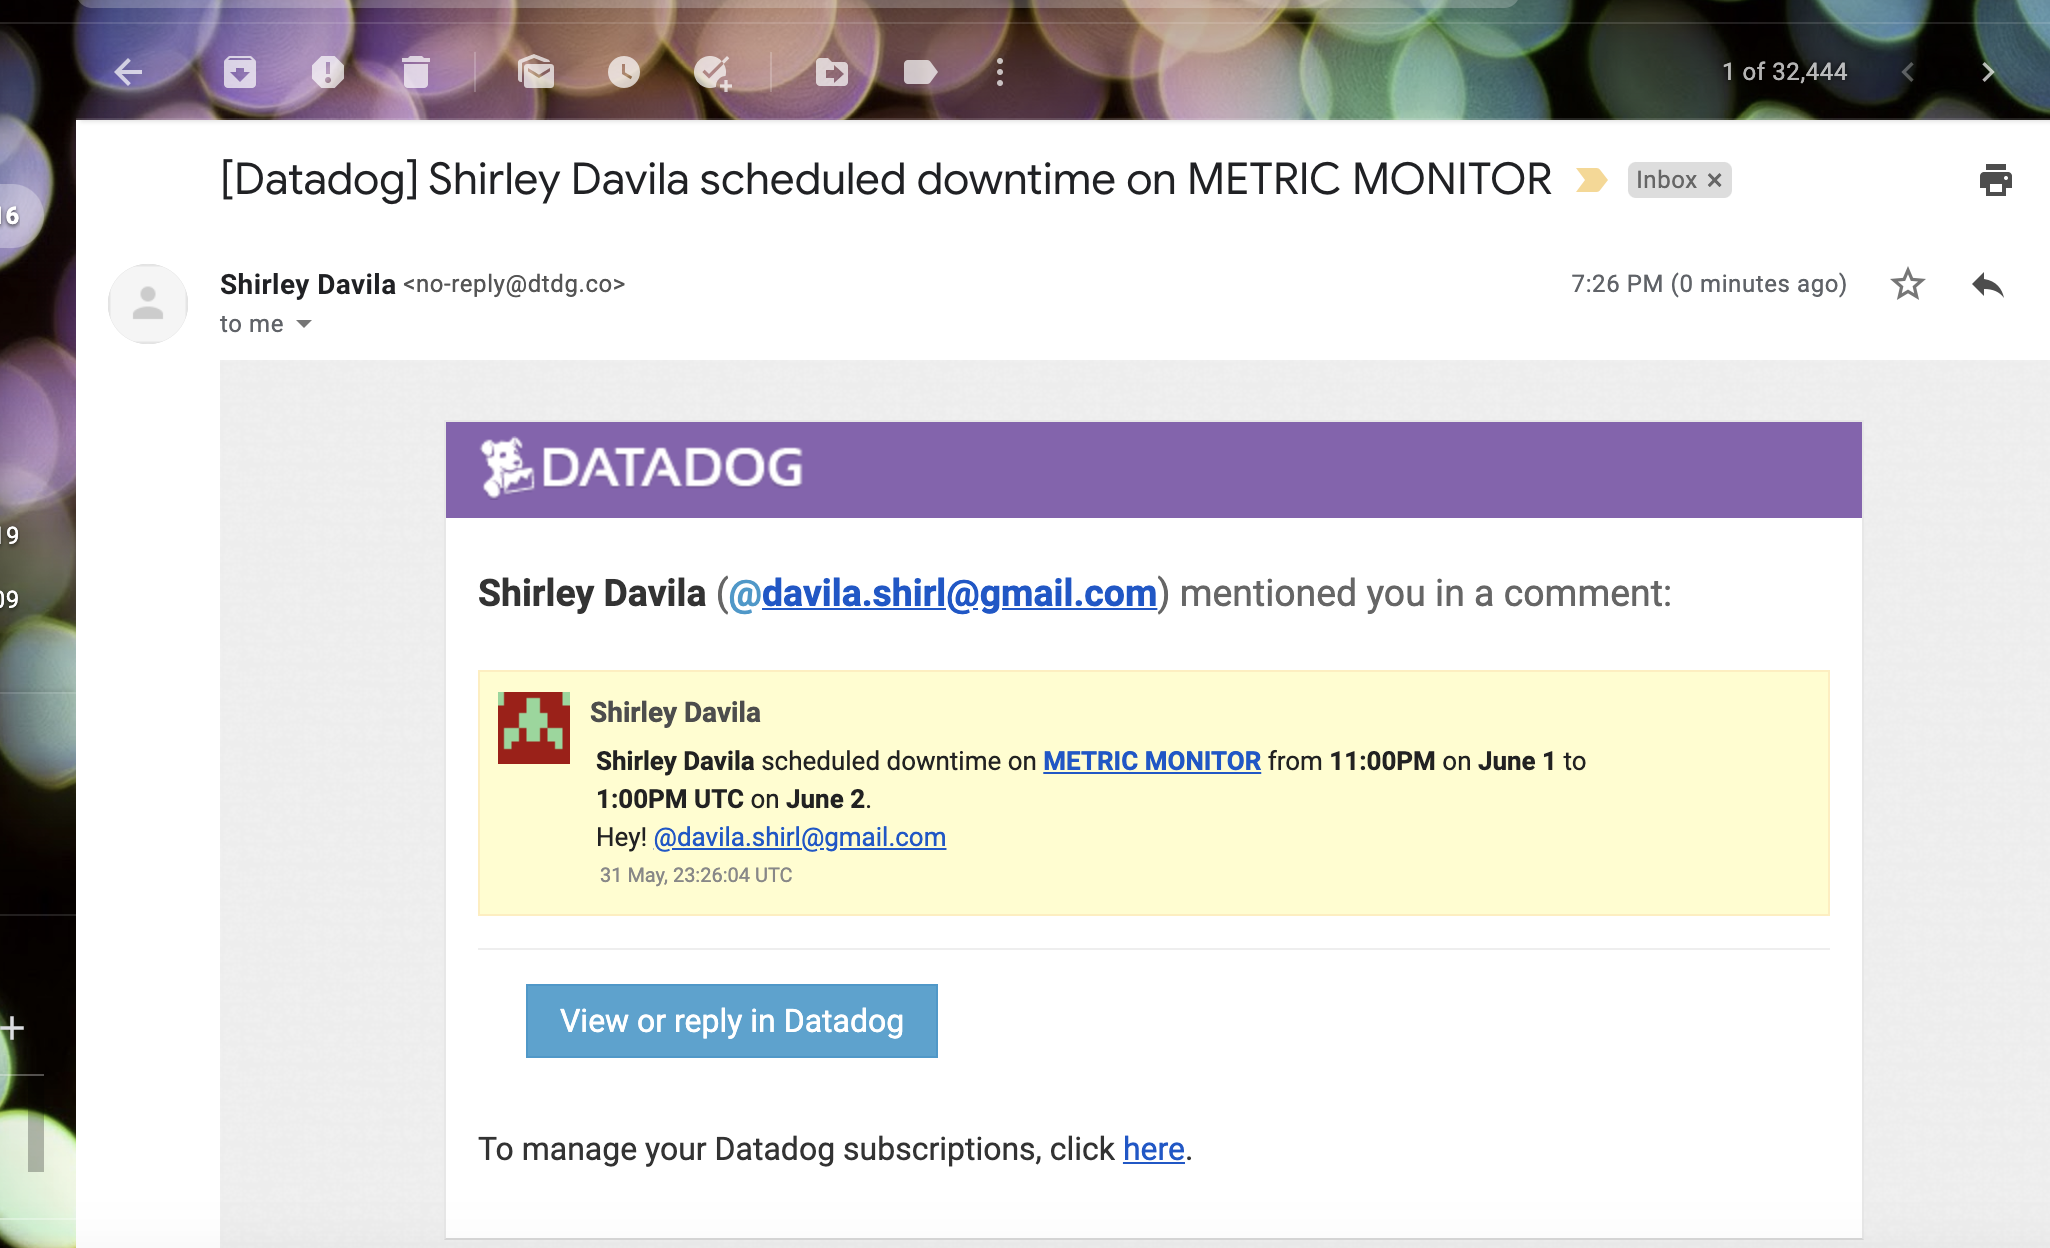 1 of 32,444
[Datadog] Shirley Davila scheduled downtime on METRIC MONITOR Inbox ×
16
Shirley Davila <no-reply@dtdg.co> 7:26 PM (0 minutes ago)
to me
DATADOG
19
Shirley Davila (@davila.shirl@gmail.com) mentioned you in a comment:
09
Shirley Davila
Shirley Davila scheduled downtime on METRIC MONITOR from 11:00PM on June 1 to
1:00PM UTC on June 2.
Hey! @davila.shirl@gmail.com
31 May, 23:26:04 UTC
View or reply in Datadog
To manage your Datadog subscriptions, click here.